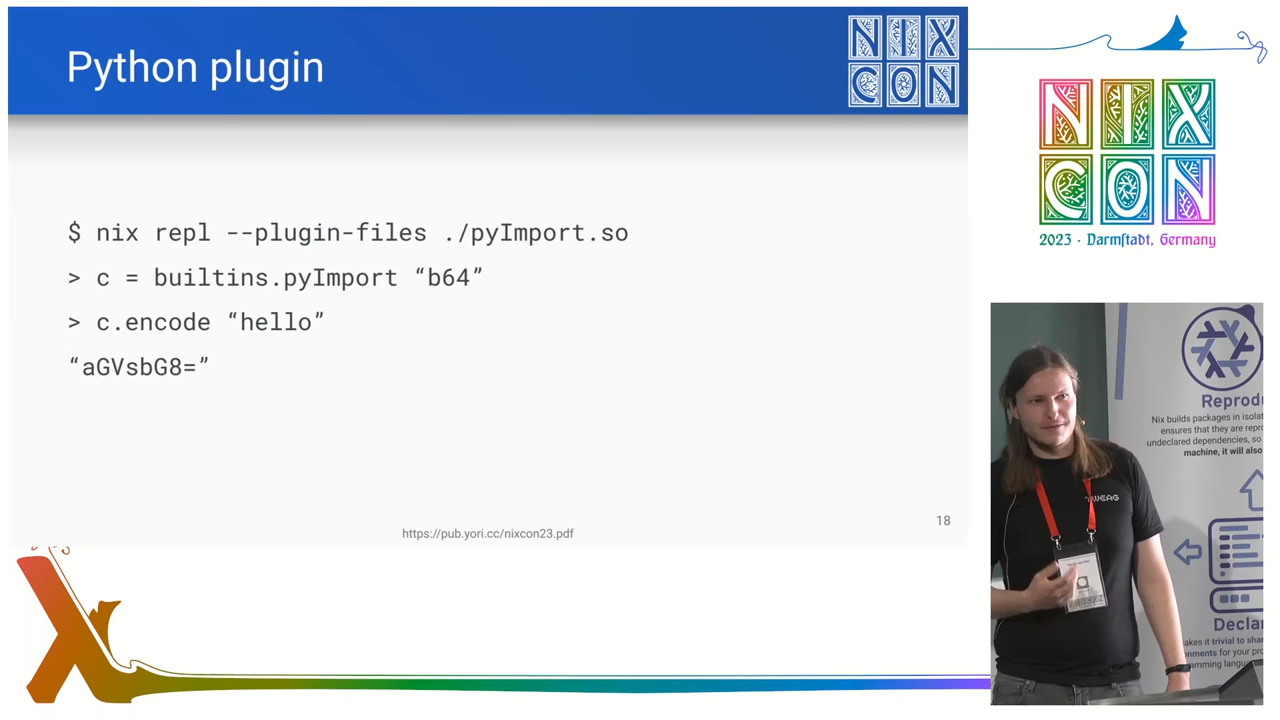 Python plugin
NIX
CON
$ nix repl --plugin-files ./pyImport.so
> c = builtins.pyImport “b64”
> c.encode “hello”
“aGVsbG8=”
18
https://pub.yori.cc/nixcon23.pdf
NIX
CON
2023 · Darmſtadt, Germany
TWEAG
Reprodu
Nix builds packages in isolat
ensures that they are repro
undeclared dependencies, so
machine, it will also
Declar
akes it trivial to shar
onments for your pro
amming langu